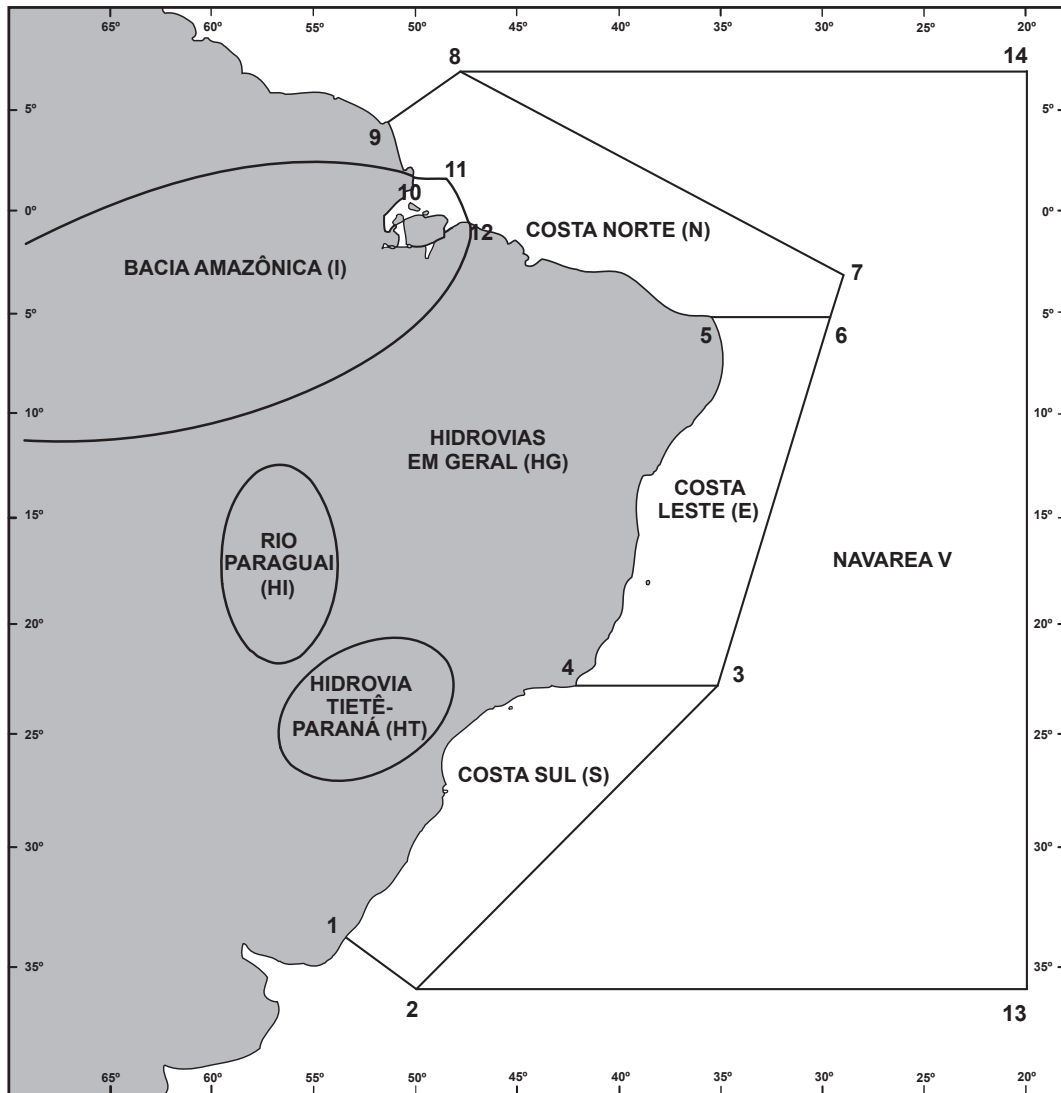 65º 60º 55º 50º 45º 40º 35º 30º 25º 20º
8
14
5º
5º
9
11
10
0º
0º
12
COSTA NORTE (N)
BACIA AMAZÔNICA (I)
7
5º
5º
5
6
10º
10º
HIDROVIAS
EM GERAL (HG)
COSTA
LESTE (E)
15º
15º
RIO
PARAGUAI
(HI)
NAVAREA V
20º
20º
4
3
HIDROVIA
TIETÊ-
PARANÁ (HT)
25º
25º
COSTA SUL (S)
30º
30º
1
35º
35º
2
13
65º 60º 55º 50º 45º 40º 35º 30º 25º 20º